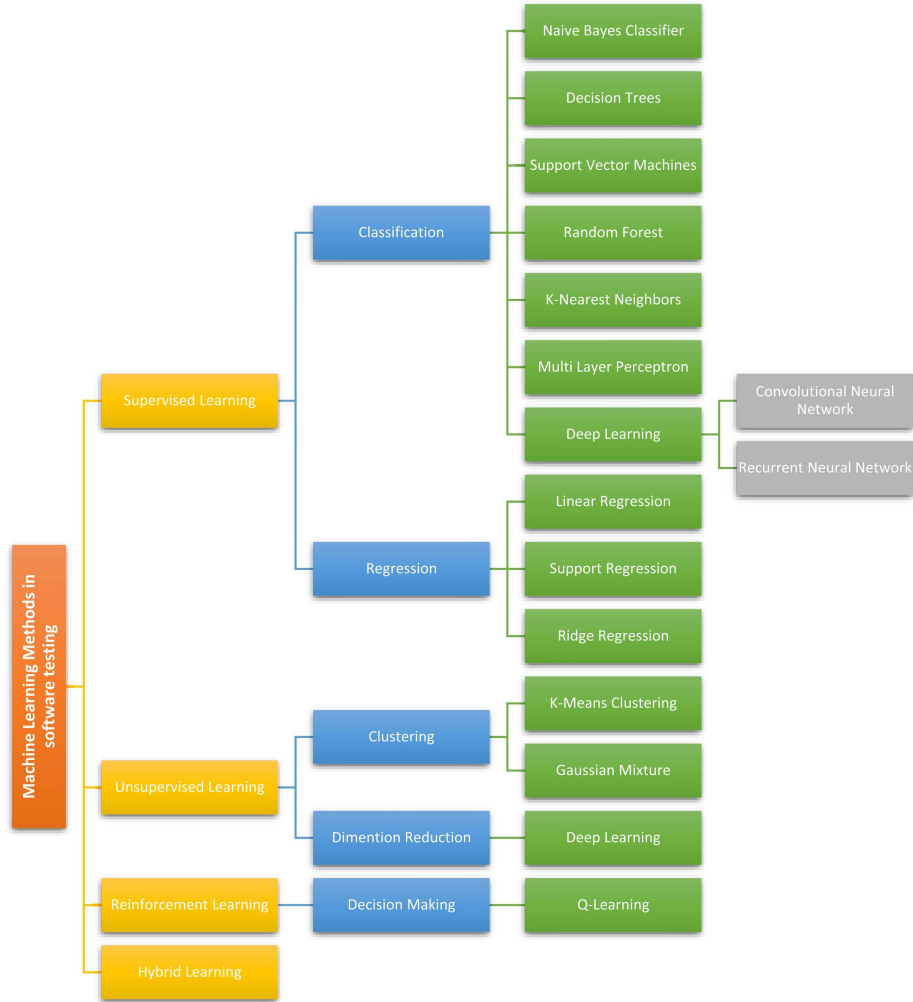 Machine Learning Methods in
software testing
Supervised Learning
Classification
Naive Bayes Classifier
Decision Trees
Support Vector Machines
Random Forest
K-Nearest Neighbors
Multi Layer Perceptron
Deep Learning
Convolutional Neural
Network
Recurrent Neural Network
Regression
Linear Regression
Support Regression
Ridge Regression
Unsupervised Learning
Clustering
K-Means Clustering
Gaussian Mixture
Dimention Reduction
Deep Learning
Reinforcement Learning
Decision Making
Q-Learning
Hybrid Learning